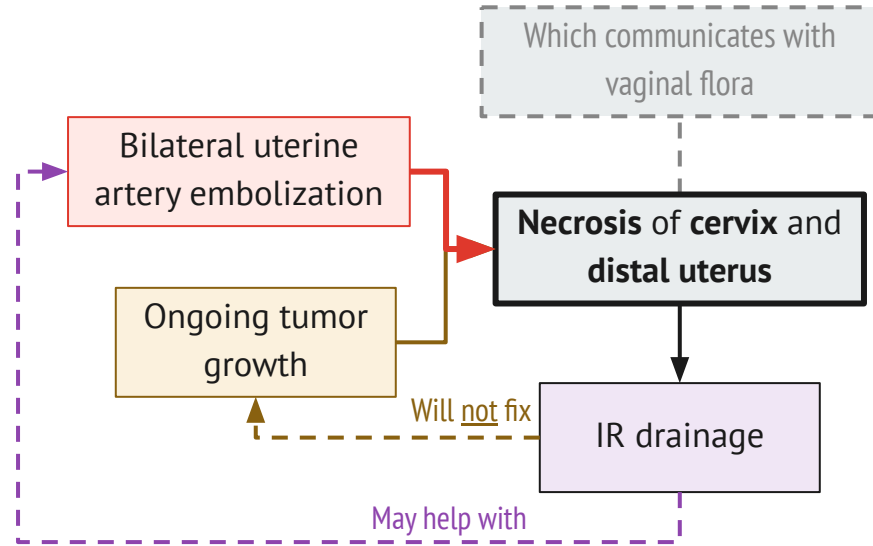 Which communicates with
vaginal flora
Bilateral uterine
artery embolization
Necrosis of cervix and
distal uterus
Ongoing tumor
growth
Will not fix
IR drainage
May help with